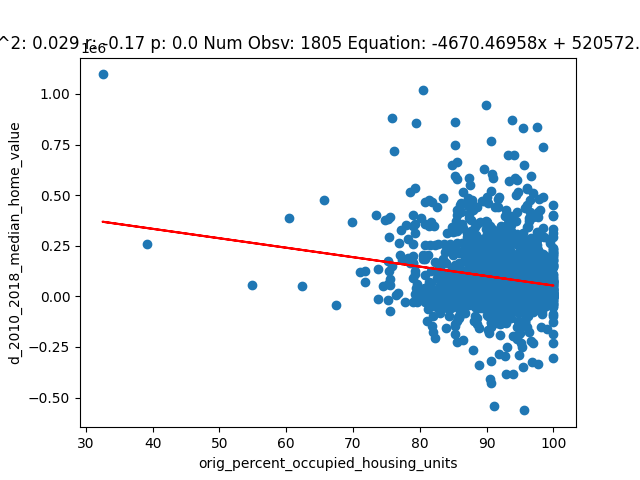 ^2: 0.029 r: -0.17 p: 0.0 Num Obsv: 1805 Equation: -4670.46958x + 520572.
1e6
1.00
0.75
0.50
0.25
0.00
−0.25
−0.50
d_2010_2018_median_home_value
30 40 50 60 70 80 90 100
orig_percent_occupied_housing_units